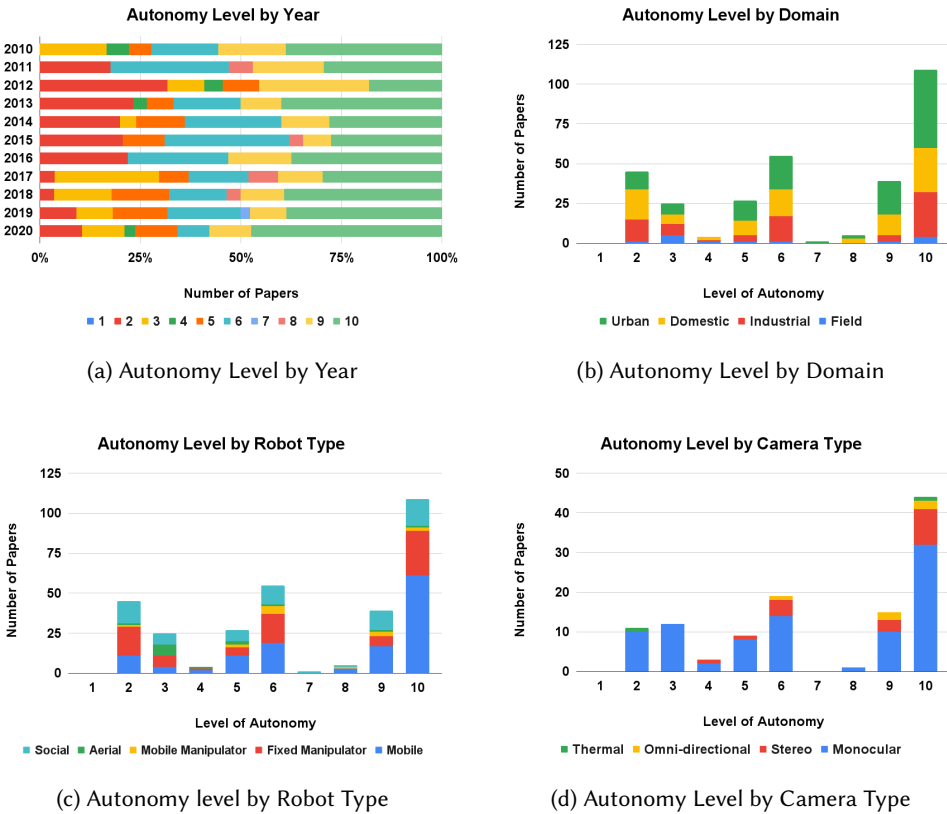 Autonomy Level by Year
2010
2011
2012
2013
2014
2015
2016
2017
2018
2019
2020
0% 25% 50% 75% 100%
Number of Papers
1 2 3 4 5 6 7 8 9 10
(a) Autonomy Level by Year
Autonomy Level by Domain
Number of Papers
125
100
75
50
25
0
1 2 3 4 5 6 7 8 9 10
Level of Autonomy
Urban Domestic Industrial Field
(b) Autonomy Level by Domain
Autonomy Level by Robot Type
Number of Papers
125
100
75
50
25
0
1 2 3 4 5 6 7 8 9 10
Level of Autonomy
Social Aerial Mobile Manipulator Fixed Manipulator Mobile
(c) Autonomy level by Robot Type
Autonomy Level by Camera Type
Number of Papers
50
40
30
20
10
0
1 2 3 4 5 6 7 8 9 10
Level of Autonomy
Thermal Omni-directional Stereo Monocular
(d) Autonomy Level by Camera Type